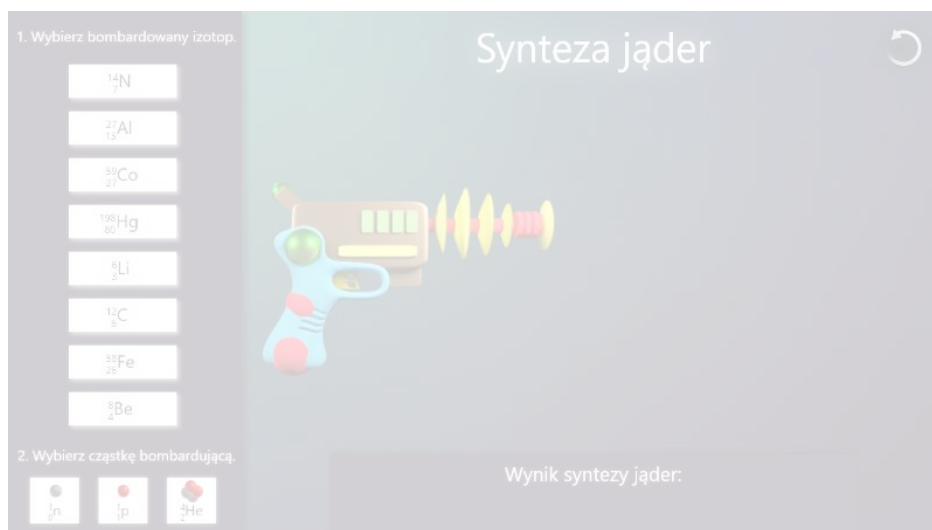 1. Wybierz bombardowany izotop.
Synteza jąder
¹⁴₇N
²⁷₁₃Al
⁵⁹₂₇Co
¹⁹⁸₈₀Hg
⁶₃Li
¹²₆C
⁵⁸₂₆Fe
⁸₄Be
2. Wybierz cząstkę bombardującą.
¹₀n ¹₁p ⁴₂He
Wynik syntezy jąder: